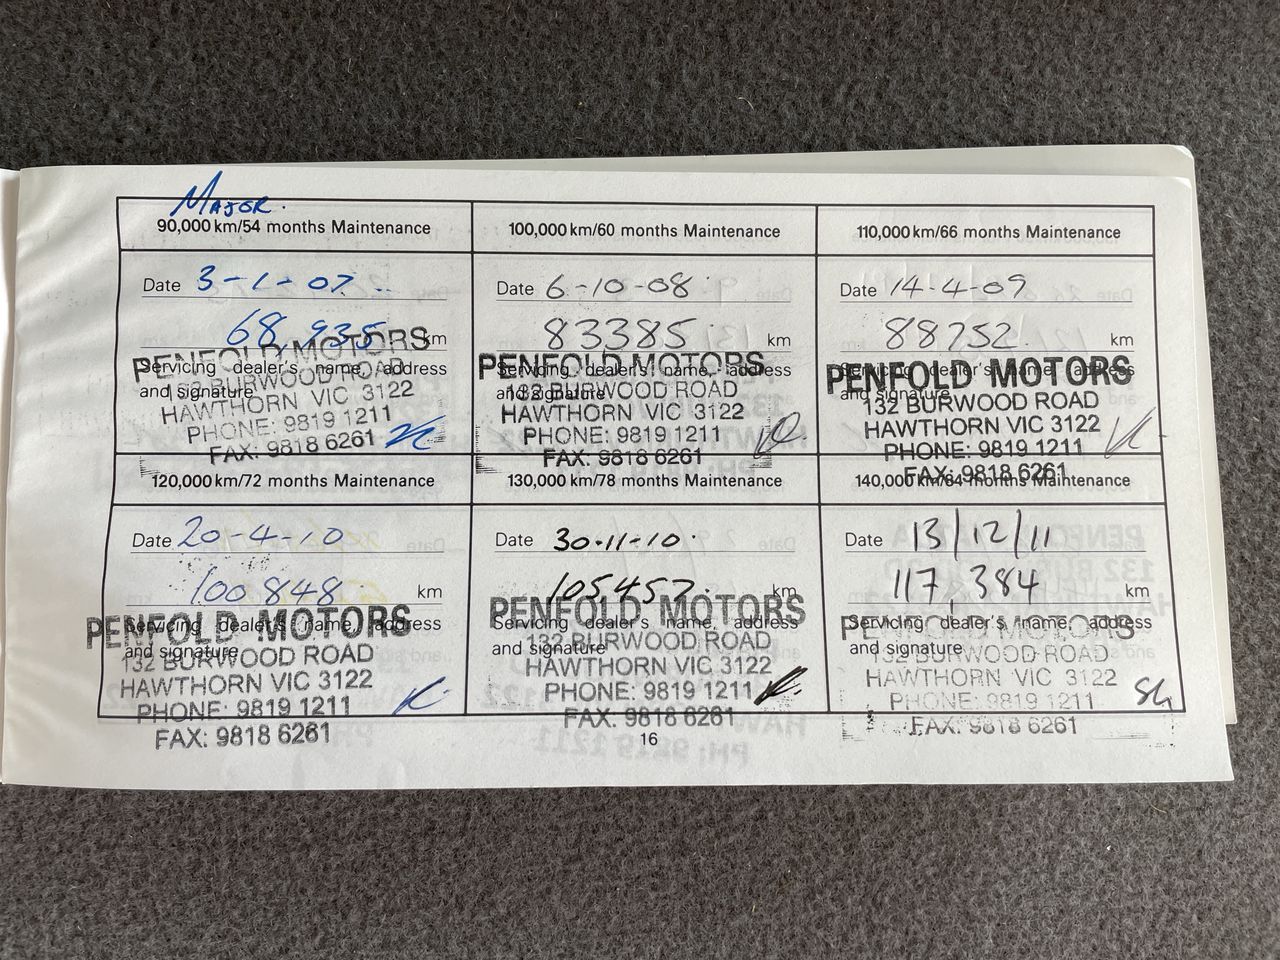 MAJOR.
90,000 km/54 months Maintenance
Date 3-1-07
68,935 km
Servicing dealer's name, address
and signature
PENFOLD MOTORS
132 BURWOOD ROAD
HAWTHORN VIC 3122
PHONE: 9819 1211
FAX: 9818 6261
100,000 km/60 months Maintenance
Date 6-10-08
83385 km
Servicing dealer's name, address
and signature
PENFOLD MOTORS
132 BURWOOD ROAD
HAWTHORN VIC 3122
PHONE: 9819 1211
FAX: 9818 6261
110,000 km/66 months Maintenance
Date 14-4-09
88752 km
Servicing dealer's name, address
and signature
PENFOLD MOTORS
132 BURWOOD ROAD
HAWTHORN VIC 3122
PHONE: 9819 1211
FAX: 9818 6261
120,000 km/72 months Maintenance
Date 20-4-10
100848 km
Servicing dealer's name, address
and signature
PENFOLD MOTORS
132 BURWOOD ROAD
HAWTHORN VIC 3122
PHONE: 9819 1211
FAX: 9818 6261
130,000 km/78 months Maintenance
Date 30-11-10
105457 km
Servicing dealer's name, address
and signature
PENFOLD MOTORS
132 BURWOOD ROAD
HAWTHORN VIC 3122
PHONE: 9819 1211
FAX: 9818 6261
140,000 km/84 months Maintenance
Date 13/12/11
117,384 km
Servicing dealer's name, address
and signature
PENFOLD MOTORS
132 BURWOOD ROAD
HAWTHORN VIC 3122
PHONE: 9819 1211
FAX: 9818 6261
16